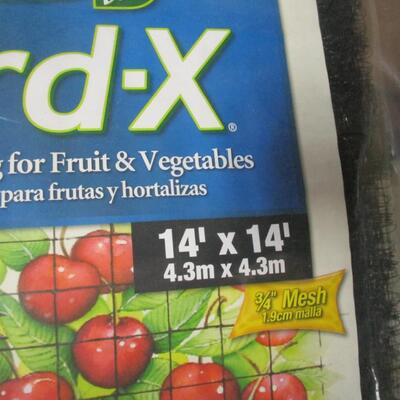 rd·X®
g for Fruit & Vegetables
para frutas y hortalizas
14' x 14'
4.3m x 4.3m
3/4" Mesh
1.9cm malla